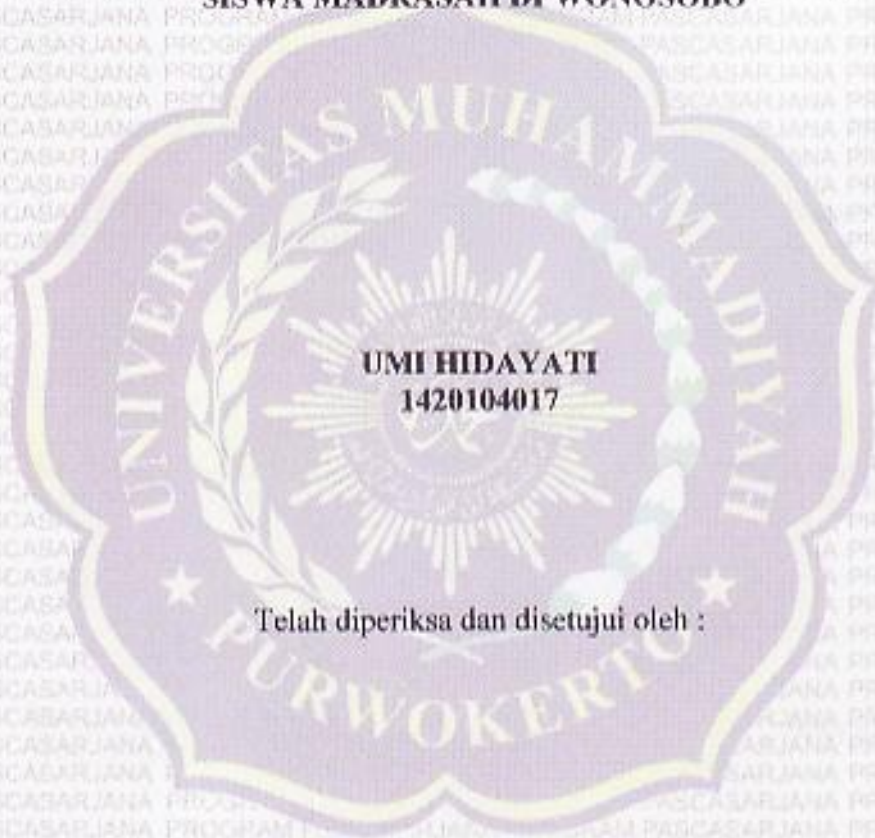 SISWA MADRASAH DI WONOSOBO
UNIVERSITAS MUHAMMADIYAH
UMI HIDAYATI
1420104017
Telah diperiksa dan disetujui oleh :
PURWOKERTO